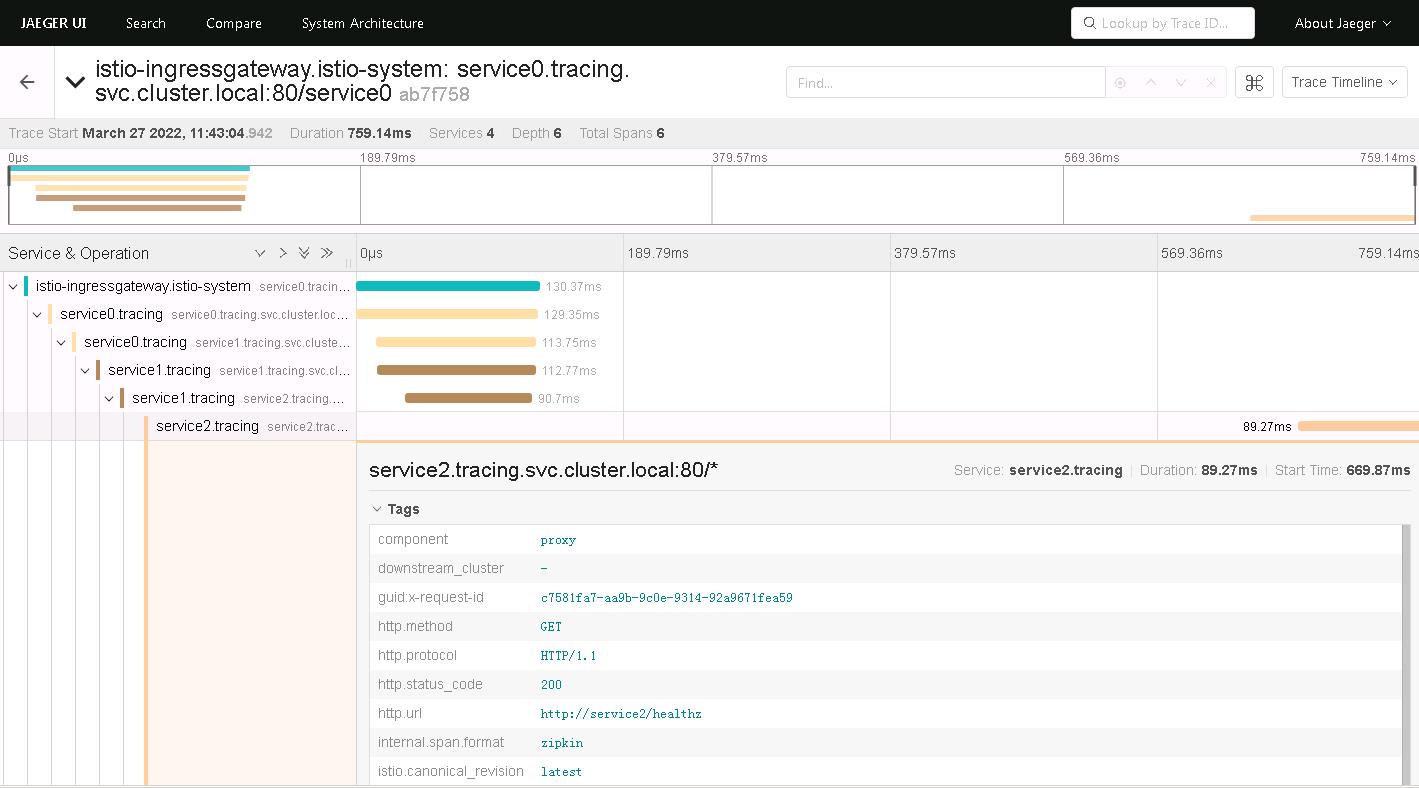 JAEGER UI Search Compare System Architecture Lookup by Trace ID... About Jaeger
istio-ingressgateway.istio-system: service0.tracing.
svc.cluster.local:80/service0 ab7f758
Find...
⌘
Trace Timeline
Trace Start March 27 2022, 11:43:04.942 Duration 759.14ms Services 4 Depth 6 Total Spans 6
0μs 189.79ms 379.57ms 569.36ms 759.14ms
Service & Operation 0μs 189.79ms 379.57ms 569.36ms 759.14ms
istio-ingressgateway.istio-system service0.tracin... 130.37ms
service0.tracing service0.tracing.svc.cluster.loc... 129.35ms
service0.tracing service1.tracing.svc.cluste... 113.75ms
service1.tracing service1.tracing.svc.cl... 112.77ms
service1.tracing service2.tracing.... 90.7ms
service2.tracing service2.trac... 89.27ms
service2.tracing.svc.cluster.local:80/* Service: service2.tracing Duration: 89.27ms Start Time: 669.87ms
Tags
component proxy
downstream_cluster -
guid:x-request-id c7581fa7-aa9b-9c0e-9314-92a9671fea59
http.method GET
http.protocol HTTP/1.1
http.status_code 200
http.url http://service2/healthz
internal.span.format zipkin
istio.canonical_revision latest